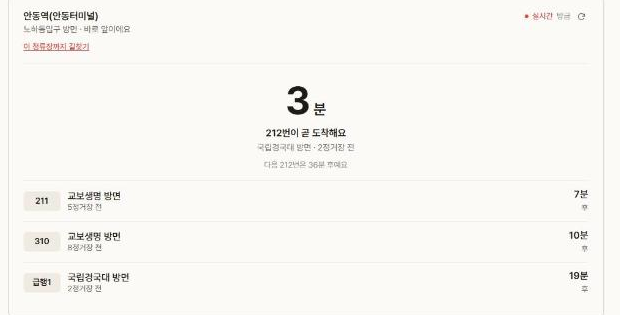 안동역(안동터미널)
실시간 방금
노하동입구 방면 · 바로 앞이에요
이 정류장까지 길찾기
3분
212번이 곧 도착해요
국립경국대 방면 · 2정거장 전
다음 212번은 36분 후예요
211 교보생명 방면 7분
5정거장 전 후
310 교보생명 방면 10분
8정거장 전 후
급행1 국립경국대 방면 19분
2정거장 전 후